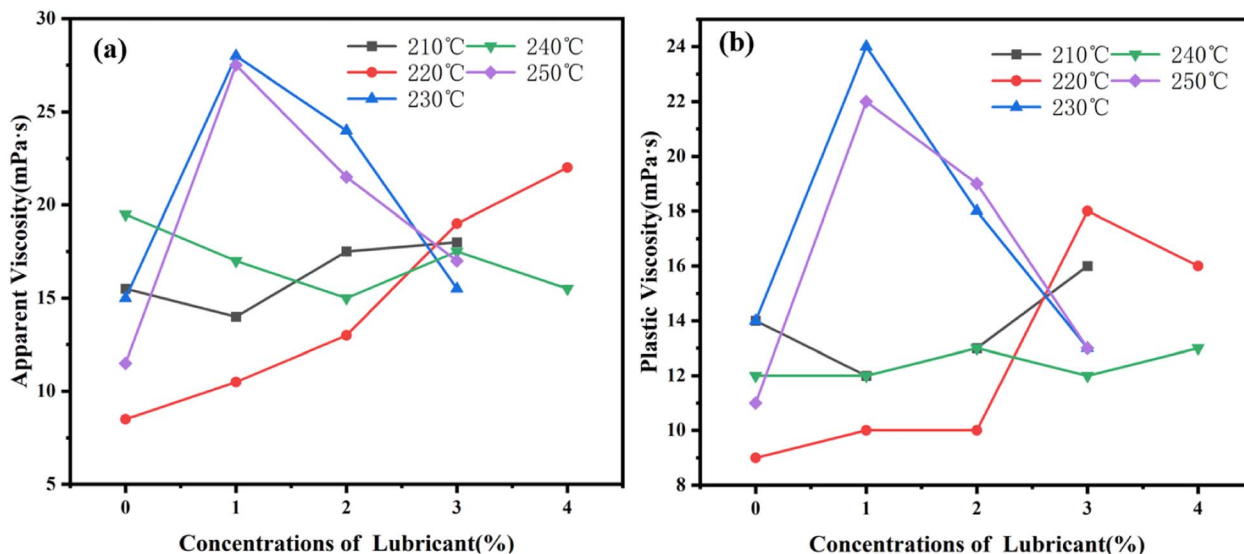 (a)
210℃ 240℃
220℃ 250℃
230℃
30
25
20
15
10
5
Apparent Viscosity(mPa·s)
0 1 2 3 4
Concentrations of Lubricant(%)
(b)
210℃ 240℃
220℃ 250℃
230℃
24
22
20
18
16
14
12
10
8
Plastic Viscosity(mPa·s)
0 1 2 3 4
Concentrations of Lubricant(%)